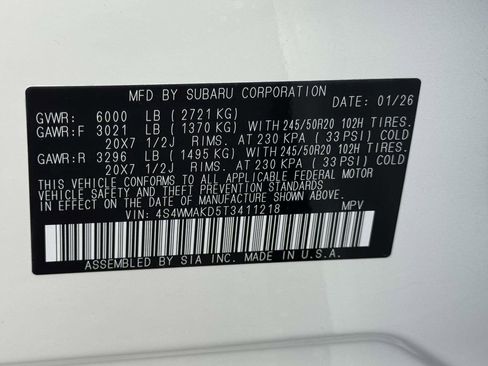 MFD BY SUBARU CORPORATION
DATE: 01/26
GVWR: 6000 LB (2721 KG)
GAWR:F 3021 LB (1370 KG) WITH 245/50R20 102H TIRES.
20X7 1/2J RIMS. AT 230 KPA (33 PSI) COLD
GAWR:R 3296 LB (1495 KG) WITH 245/50R20 102H TIRES.
20X7 1/2J RIMS. AT 230 KPA (33 PSI) COLD
THIS VEHICLE CONFORMS TO ALL APPLICABLE FEDERAL MOTOR
VEHICLE SAFETY AND THEFT PREVENTION STANDARDS
IN EFFECT ON THE DATE OF MANUFACTURE SHOWN ABOVE.
VIN: 4S4WMAKD5T3411218 MPV
ASSEMBLED BY SIA INC. MADE IN U.S.A.